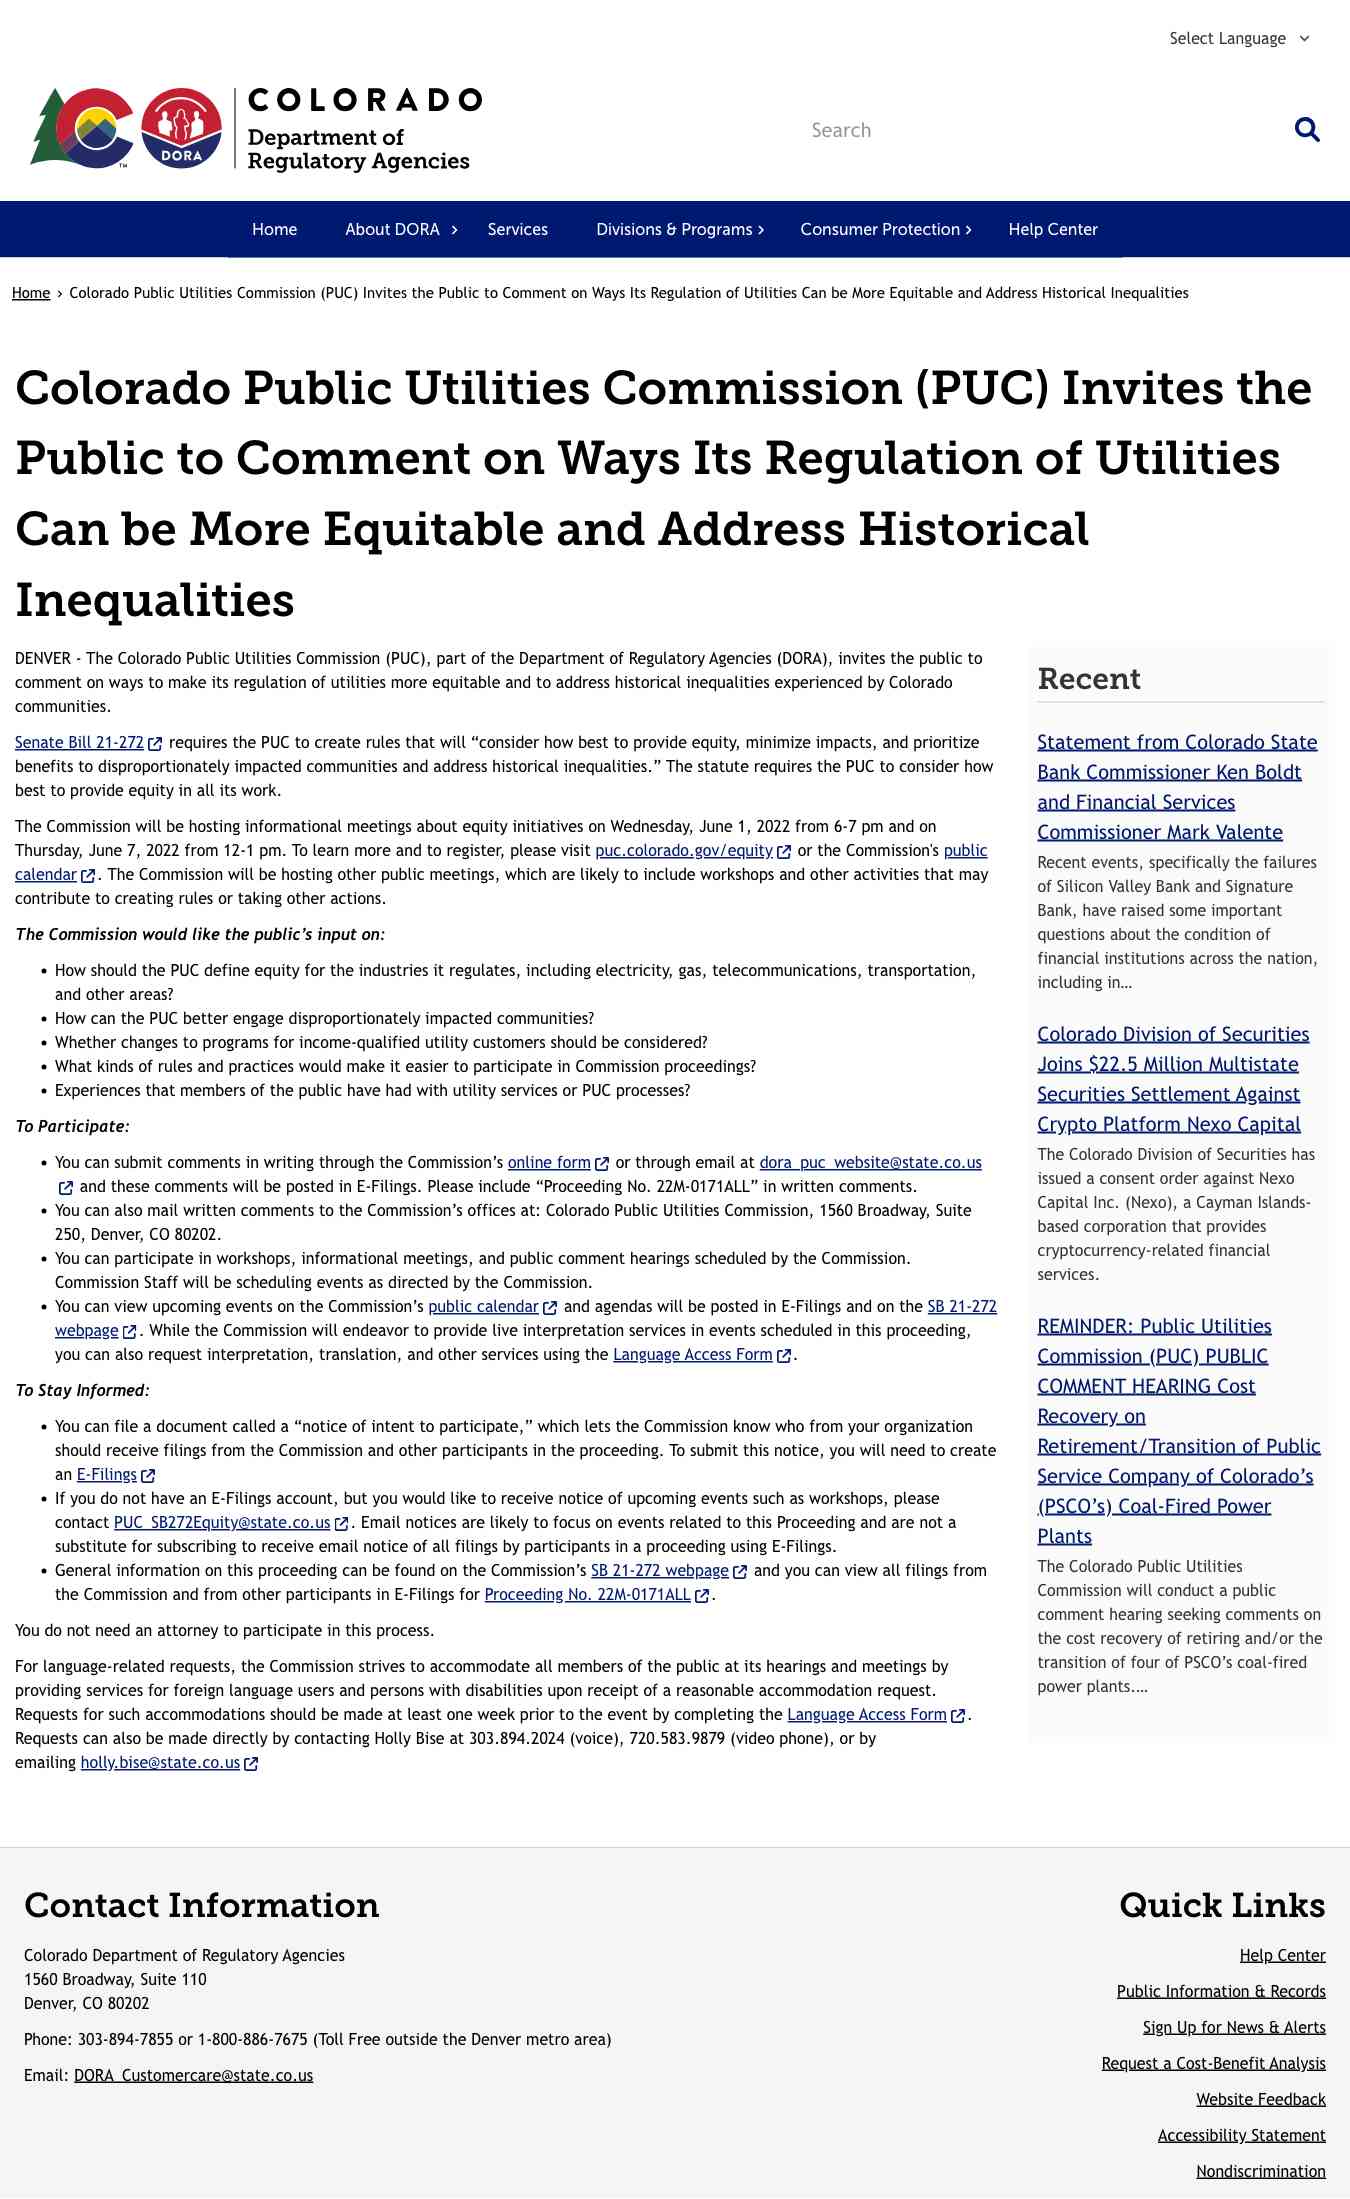 Select Language
COLORADO
Department of
Regulatory Agencies
DORA
TM
Search
Home About DORA Services Divisions & Programs Consumer Protection Help Center
Home › Colorado Public Utilities Commission (PUC) Invites the Public to Comment on Ways Its Regulation of Utilities Can be More Equitable and Address Historical Inequalities
Colorado Public Utilities Commission (PUC) Invites the
Public to Comment on Ways Its Regulation of Utilities
Can be More Equitable and Address Historical
Inequalities
DENVER - The Colorado Public Utilities Commission (PUC), part of the Department of Regulatory Agencies (DORA), invites the public to
comment on ways to make its regulation of utilities more equitable and to address historical inequalities experienced by Colorado
communities.
Senate Bill 21-272 requires the PUC to create rules that will “consider how best to provide equity, minimize impacts, and prioritize
benefits to disproportionately impacted communities and address historical inequalities.” The statute requires the PUC to consider how
best to provide equity in all its work.
The Commission will be hosting informational meetings about equity initiatives on Wednesday, June 1, 2022 from 6-7 pm and on
Thursday, June 7, 2022 from 12-1 pm. To learn more and to register, please visit puc.colorado.gov/equity or the Commission's public
calendar. The Commission will be hosting other public meetings, which are likely to include workshops and other activities that may
contribute to creating rules or taking other actions.
The Commission would like the public’s input on:
• How should the PUC define equity for the industries it regulates, including electricity, gas, telecommunications, transportation,
and other areas?
• How can the PUC better engage disproportionately impacted communities?
• Whether changes to programs for income-qualified utility customers should be considered?
• What kinds of rules and practices would make it easier to participate in Commission proceedings?
• Experiences that members of the public have had with utility services or PUC processes?
To Participate:
• You can submit comments in writing through the Commission’s online form or through email at dora_puc_website@state.co.us
and these comments will be posted in E-Filings. Please include “Proceeding No. 22M-0171ALL” in written comments.
• You can also mail written comments to the Commission’s offices at: Colorado Public Utilities Commission, 1560 Broadway, Suite
250, Denver, CO 80202.
• You can participate in workshops, informational meetings, and public comment hearings scheduled by the Commission.
Commission Staff will be scheduling events as directed by the Commission.
• You can view upcoming events on the Commission’s public calendar and agendas will be posted in E-Filings and on the SB 21-272
webpage. While the Commission will endeavor to provide live interpretation services in events scheduled in this proceeding,
you can also request interpretation, translation, and other services using the Language Access Form.
To Stay Informed:
• You can file a document called a “notice of intent to participate,” which lets the Commission know who from your organization
should receive filings from the Commission and other participants in the proceeding. To submit this notice, you will need to create
an E-Filings
• If you do not have an E-Filings account, but you would like to receive notice of upcoming events such as workshops, please
contact PUC_SB272Equity@state.co.us. Email notices are likely to focus on events related to this Proceeding and are not a
substitute for subscribing to receive email notice of all filings by participants in a proceeding using E-Filings.
• General information on this proceeding can be found on the Commission’s SB 21-272 webpage and you can view all filings from
the Commission and from other participants in E-Filings for Proceeding No. 22M-0171ALL.
You do not need an attorney to participate in this process.
For language-related requests, the Commission strives to accommodate all members of the public at its hearings and meetings by
providing services for foreign language users and persons with disabilities upon receipt of a reasonable accommodation request.
Requests for such accommodations should be made at least one week prior to the event by completing the Language Access Form.
Requests can also be made directly by contacting Holly Bise at 303.894.2024 (voice), 720.583.9879 (video phone), or by
emailing holly.bise@state.co.us
Recent
Statement from Colorado State
Bank Commissioner Ken Boldt
and Financial Services
Commissioner Mark Valente
Recent events, specifically the failures
of Silicon Valley Bank and Signature
Bank, have raised some important
questions about the condition of
financial institutions across the nation,
including in…
Colorado Division of Securities
Joins $22.5 Million Multistate
Securities Settlement Against
Crypto Platform Nexo Capital
The Colorado Division of Securities has
issued a consent order against Nexo
Capital Inc. (Nexo), a Cayman Islands-
based corporation that provides
cryptocurrency-related financial
services.
REMINDER: Public Utilities
Commission (PUC) PUBLIC
COMMENT HEARING Cost
Recovery on
Retirement/Transition of Public
Service Company of Colorado’s
(PSCO’s) Coal-Fired Power
Plants
The Colorado Public Utilities
Commission will conduct a public
comment hearing seeking comments on
the cost recovery of retiring and/or the
transition of four of PSCO’s coal-fired
power plants.…
Contact Information
Colorado Department of Regulatory Agencies
1560 Broadway, Suite 110
Denver, CO 80202
Phone: 303-894-7855 or 1-800-886-7675 (Toll Free outside the Denver metro area)
Email: DORA_Customercare@state.co.us
Quick Links
Help Center
Public Information & Records
Sign Up for News & Alerts
Request a Cost-Benefit Analysis
Website Feedback
Accessibility Statement
Nondiscrimination